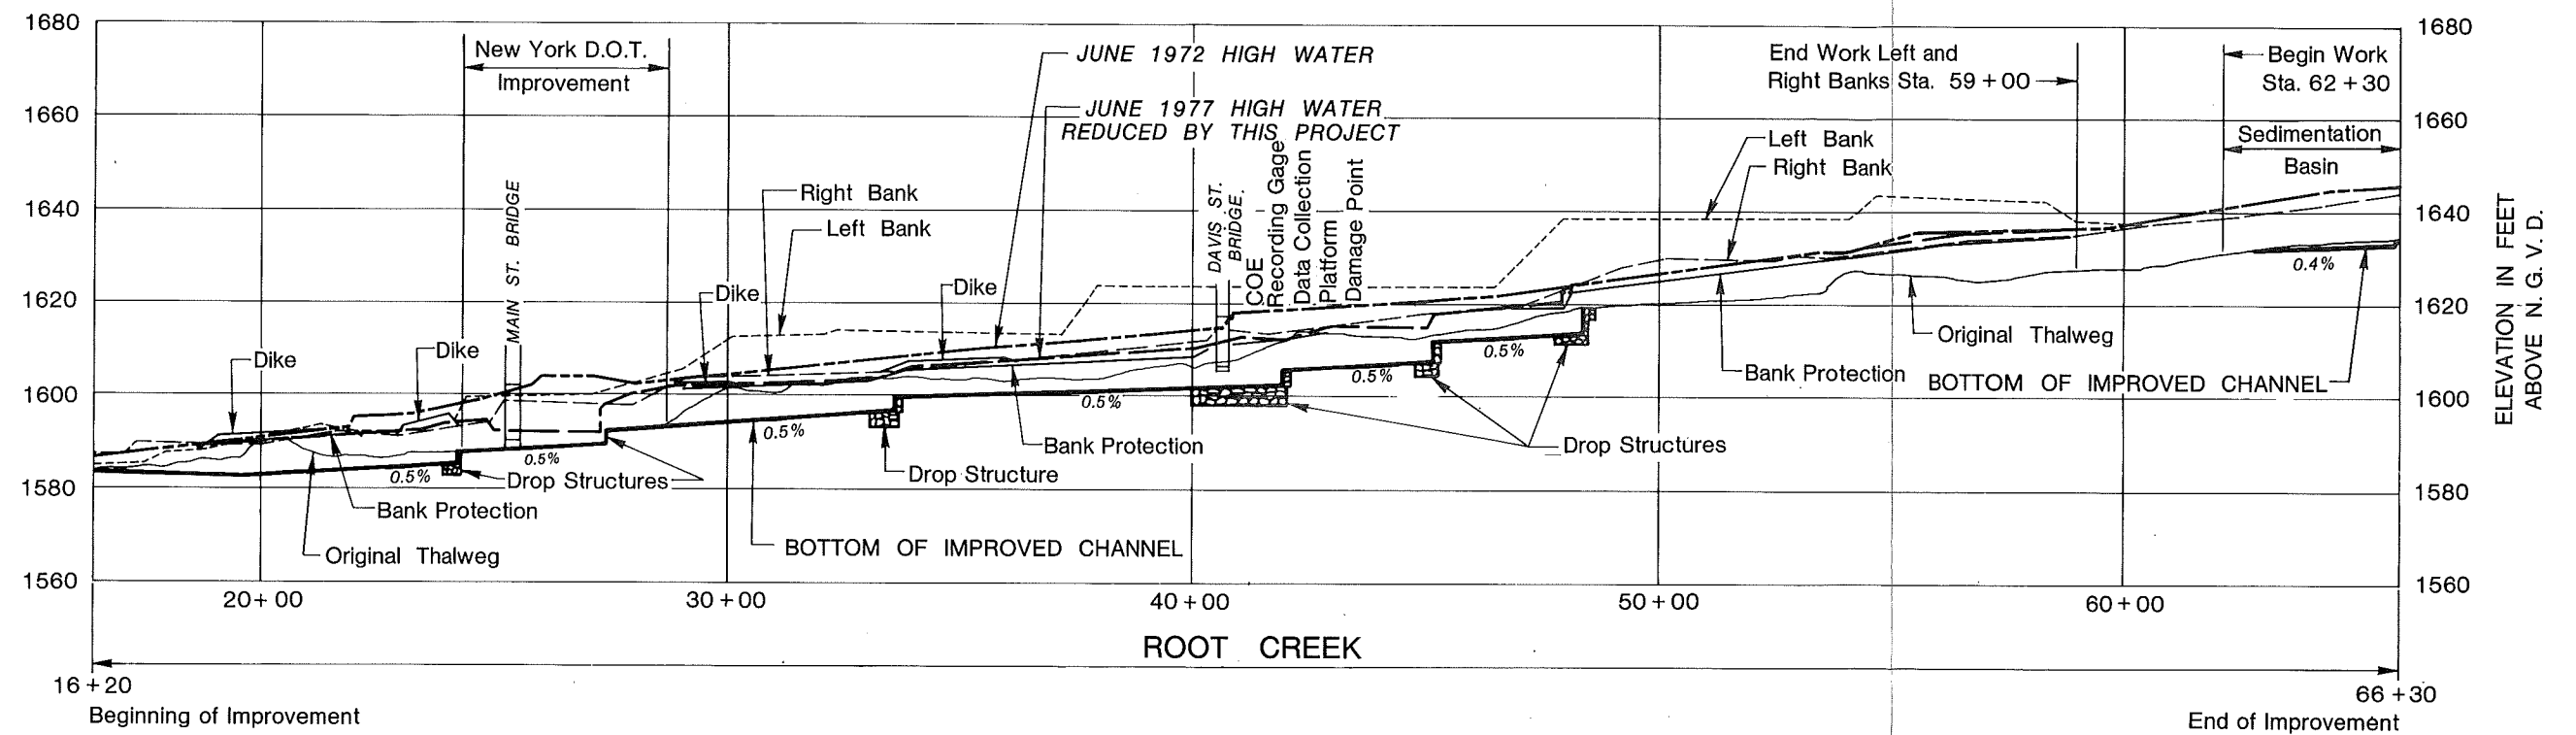 1680
1660
1640
1620
1600
1580
1560
New York D.O.T.
Improvement
JUNE 1972 HIGH WATER
JUNE 1977 HIGH WATER
REDUCED BY THIS PROJECT
End Work Left and
Right Banks Sta. 59+00
Begin Work
Sta. 62+30
Sedimentation
Basin
Left Bank
Right Bank
Right Bank
Left Bank
MAIN ST. BRIDGE
DAVIS ST.
BRIDGE.
COE
Recording Gage
Data Collection
Platform
Damage Point
Dike
Dike
Dike
Dike
0.5%
0.5%
0.5%
0.5%
0.5%
0.5%
0.4%
Original Thalweg
Bank Protection
BOTTOM OF IMPROVED CHANNEL
Bank Protection
Drop Structures
Drop Structure
Drop Structures
Bank Protection
Original Thalweg
BOTTOM OF IMPROVED CHANNEL
1680
1660
1640
1620
1600
1580
1560
ELEVATION IN FEET
ABOVE N.G.V.D.
20+00
30+00
40+00
50+00
60+00
ROOT CREEK
16+20
66+30
Beginning of Improvement
End of Improvement